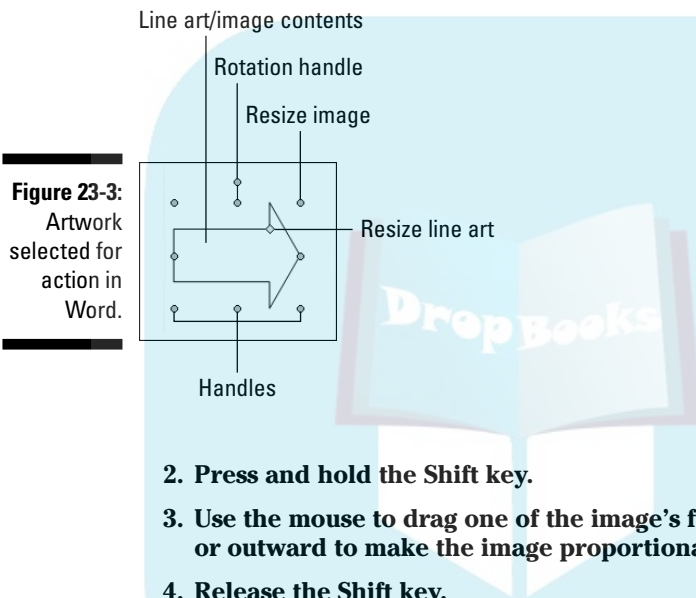 Line art/image contents
Rotation handle
Resize image
Figure 23-3:
Artwork
selected for
action in
Word.
Resize line art
DropBooks
Handles
2. Press and hold the Shift key.
3. Use the mouse to drag one of the image's f
or outward to make the image proportiona
4. Release the Shift key.